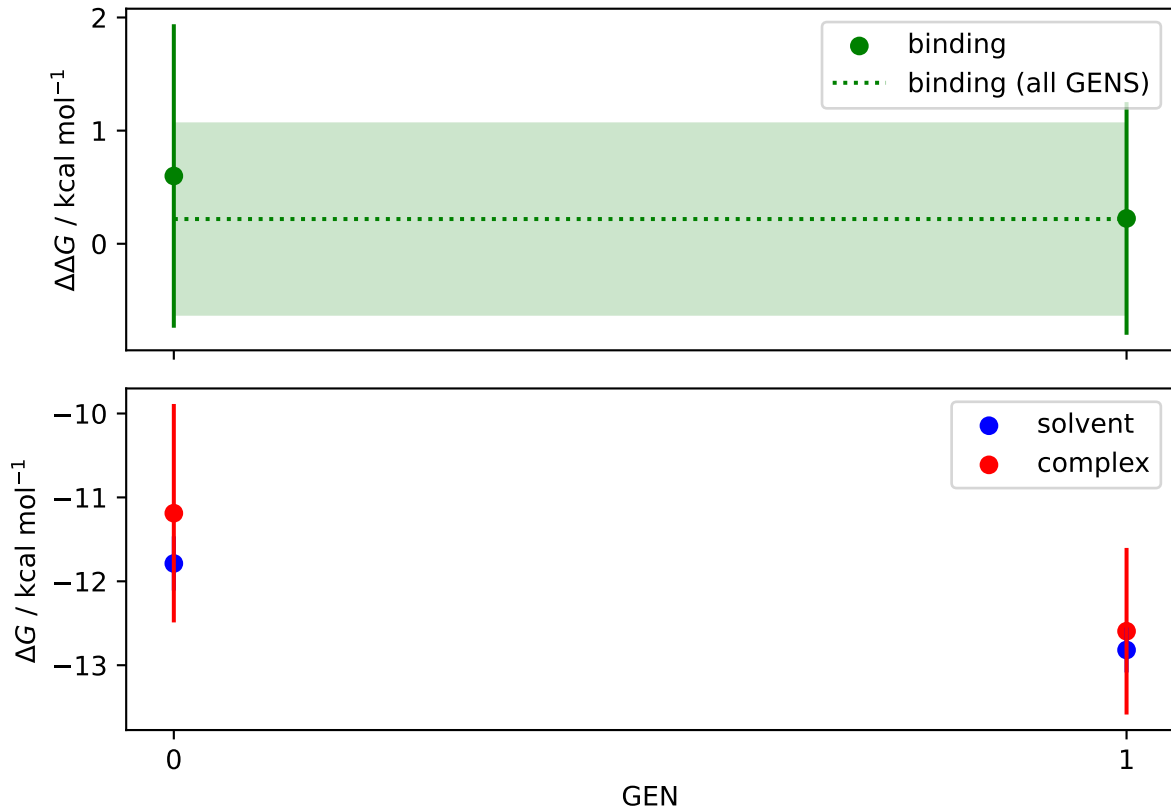 2
1
0
ΔΔG / kcal mol⁻¹
binding
binding (all GENS)
−10
−11
−12
−13
ΔG / kcal mol⁻¹
solvent
complex
0
1
GEN